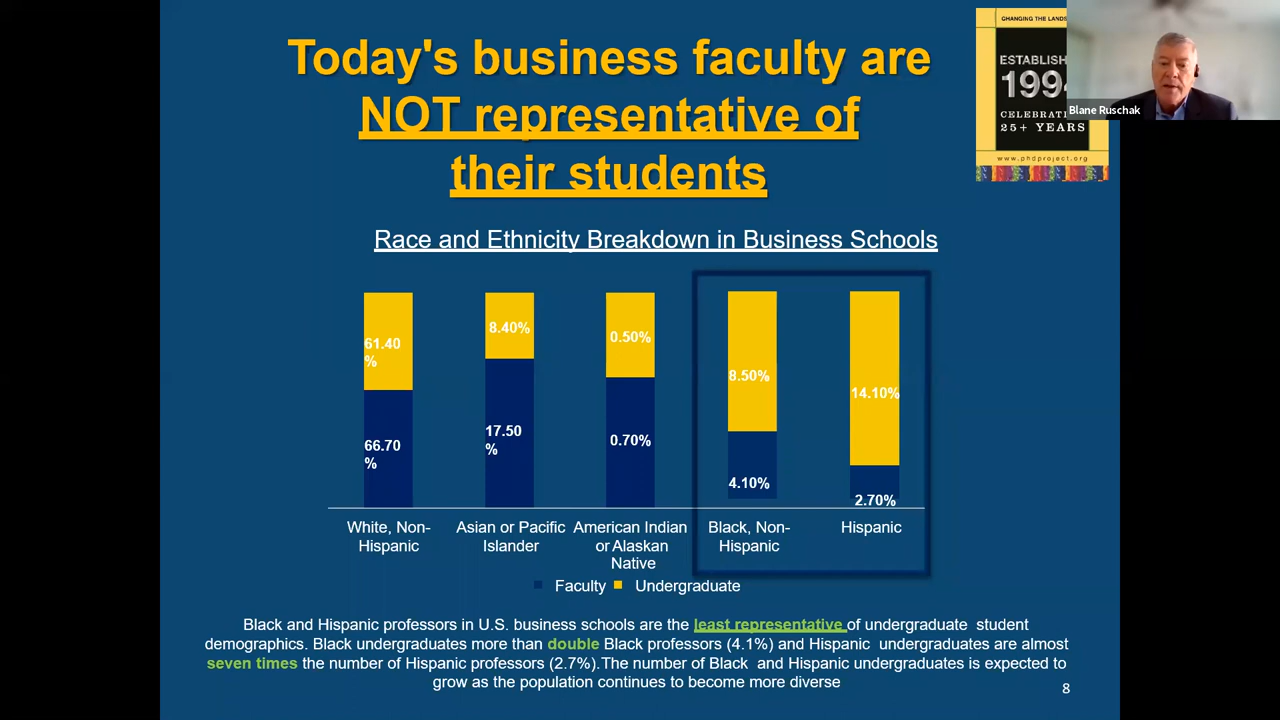 Today's business faculty are
NOT representative of
their students
CHANGING THE LANDS
ESTABLISH
199
CELEBRAT
25+ YEARS
www.phdproject.org
Blane Ruschak
Race and Ethnicity Breakdown in Business Schools
61.40
%
8.40%
0.50%
8.50%
14.10%
66.70
%
17.50
%
0.70%
4.10%
2.70%
White, Non-
Hispanic
Asian or Pacific
Islander
American Indian
or Alaskan
Native
Black, Non-
Hispanic
Hispanic
Faculty Undergraduate
Black and Hispanic professors in U.S. business schools are the least representative of undergraduate student
demographics. Black undergraduates more than double Black professors (4.1%) and Hispanic undergraduates are almost
seven times the number of Hispanic professors (2.7%).The number of Black and Hispanic undergraduates is expected to
grow as the population continues to become more diverse
8